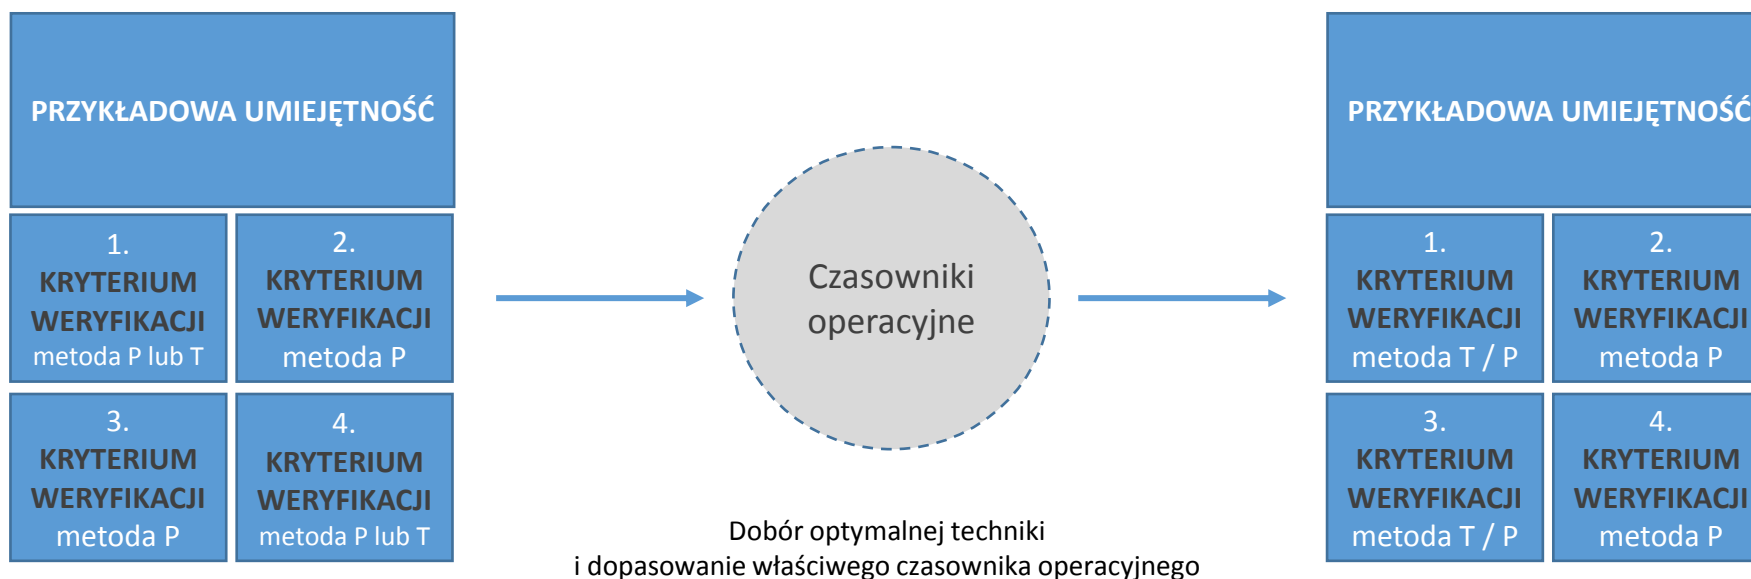 PRZYKŁADOWA UMIEJĘTNOŚĆ
1.
KRYTERIUM
WERYFIKACJI
metoda P lub T
2.
KRYTERIUM
WERYFIKACJI
metoda P
3.
KRYTERIUM
WERYFIKACJI
metoda P
4.
KRYTERIUM
WERYFIKACJI
metoda P lub T
Czasowniki
operacyjne
Dobór optymalnej techniki
i dopasowanie właściwego czasownika operacyjnego
PRZYKŁADOWA UMIEJĘTNOŚĆ
1.
KRYTERIUM
WERYFIKACJI
metoda T / P
2.
KRYTERIUM
WERYFIKACJI
metoda P
3.
KRYTERIUM
WERYFIKACJI
metoda T / P
4.
KRYTERIUM
WERYFIKACJI
metoda P